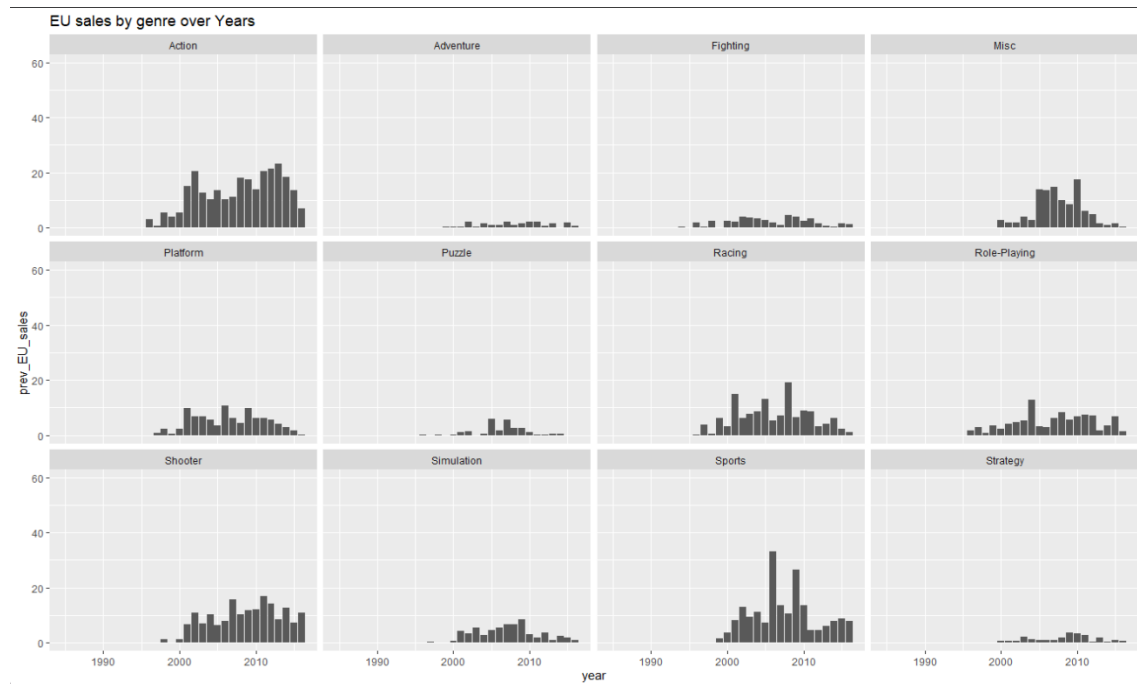 EU sales by genre over Years
Action Adventure Fighting Misc
60
40
20
0
Platform Puzzle Racing Role-Playing
60
40
20
0
Shooter Simulation Sports Strategy
60
40
20
0
prev_EU_sales
1990 2000 2010 1990 2000 2010 1990 2000 2010 1990 2000 2010
year